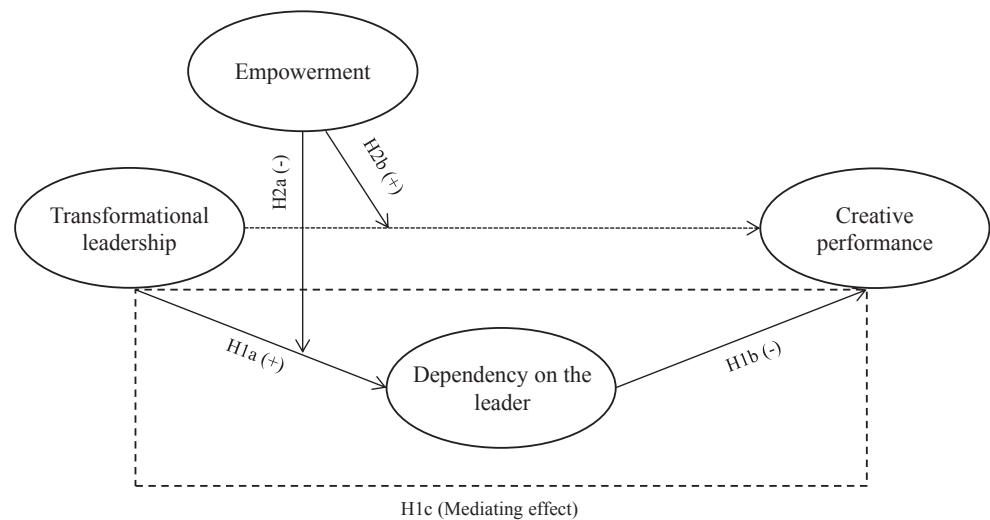 Empowerment
H2a (-)
H2b (+)
Transformational
leadership
Creative
performance
H1a (+)
Dependency on the
leader
H1b (-)
H1c (Mediating effect)